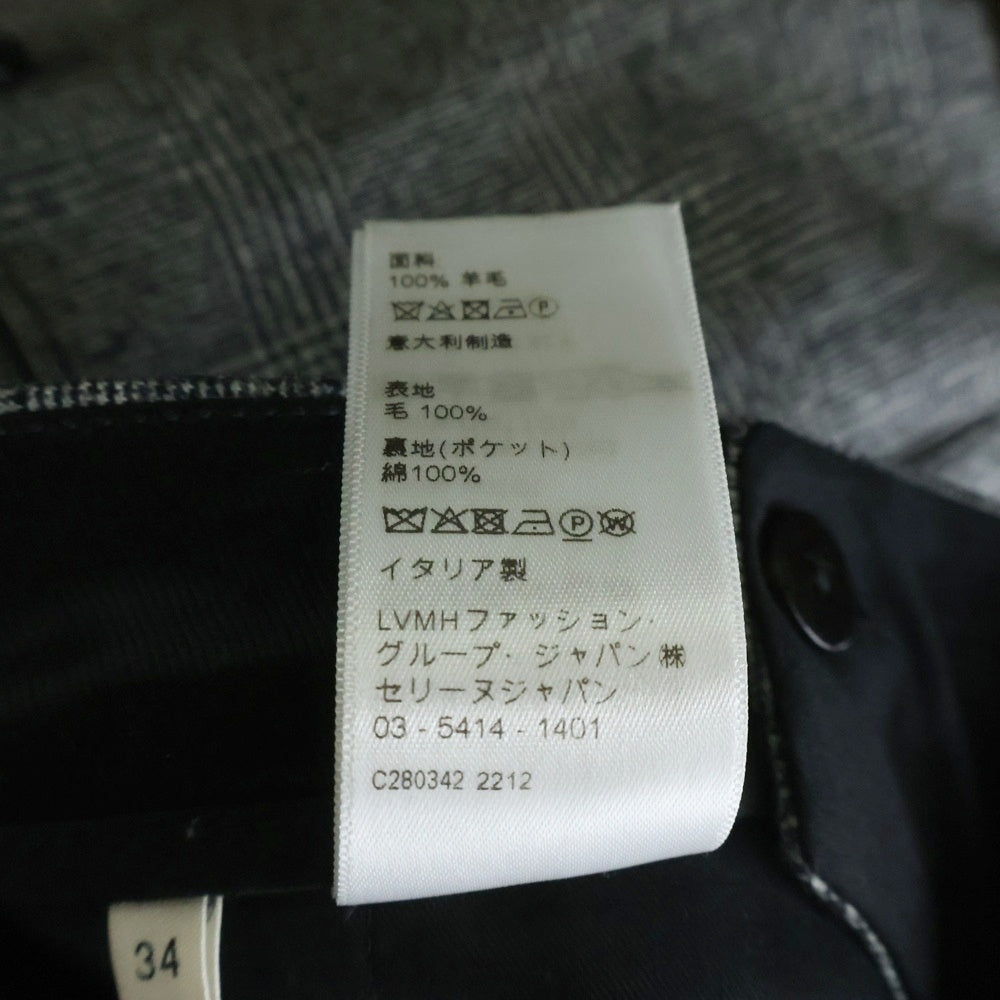 面料
100% 羊毛
意大利制造
表地
毛 100%
裏地(ポケット)
綿100%
P W
イタリア製
LVMHファッション・
グループ・ジャパン㈱
セリーヌジャパン
03 - 5414 - 1401
C280342 2212
34